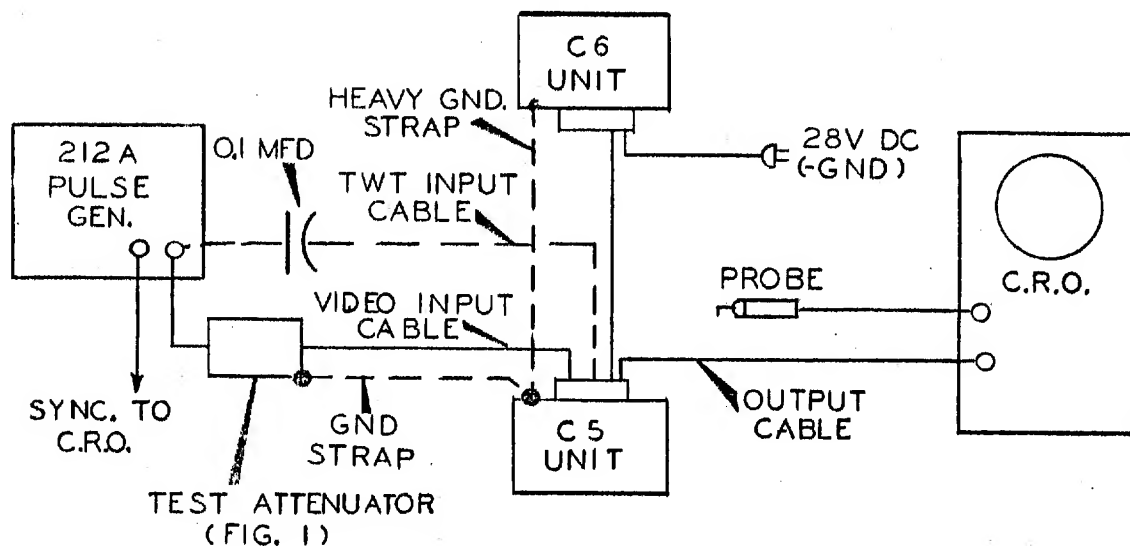 C6
UNIT
HEAVY GND.
STRAP
212A
PULSE
GEN.
0.1 MFD
28V DC
(-GND)
TWT INPUT
CABLE
PROBE
C.R.O.
VIDEO INPUT
CABLE
SYNC. TO
C.R.O.
GND
STRAP
C5
UNIT
OUTPUT
CABLE
TEST ATTENUATOR
(FIG. 1)